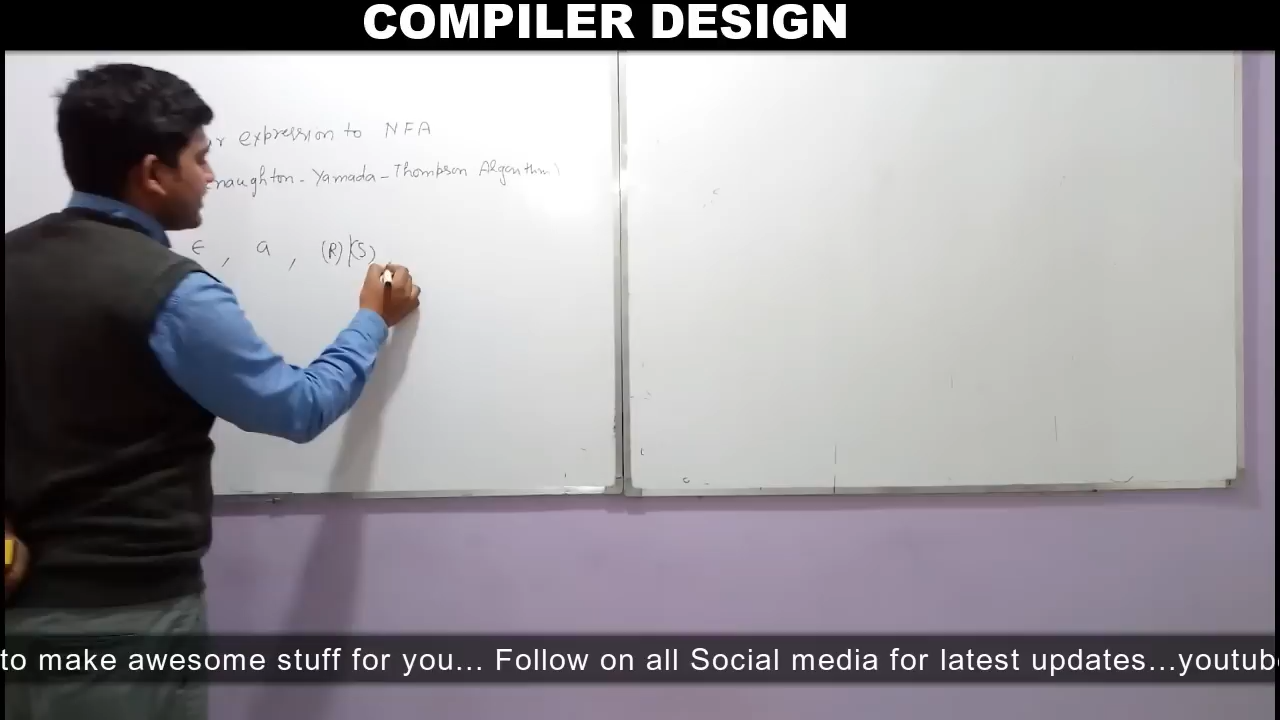 COMPILER DESIGN
expression to NFA
naughton - Yamada - Thompson Algorithm)
ϵ , a , (R)|(S)
to make awesome stuff for you... Follow on all Social media for latest updates...youtub